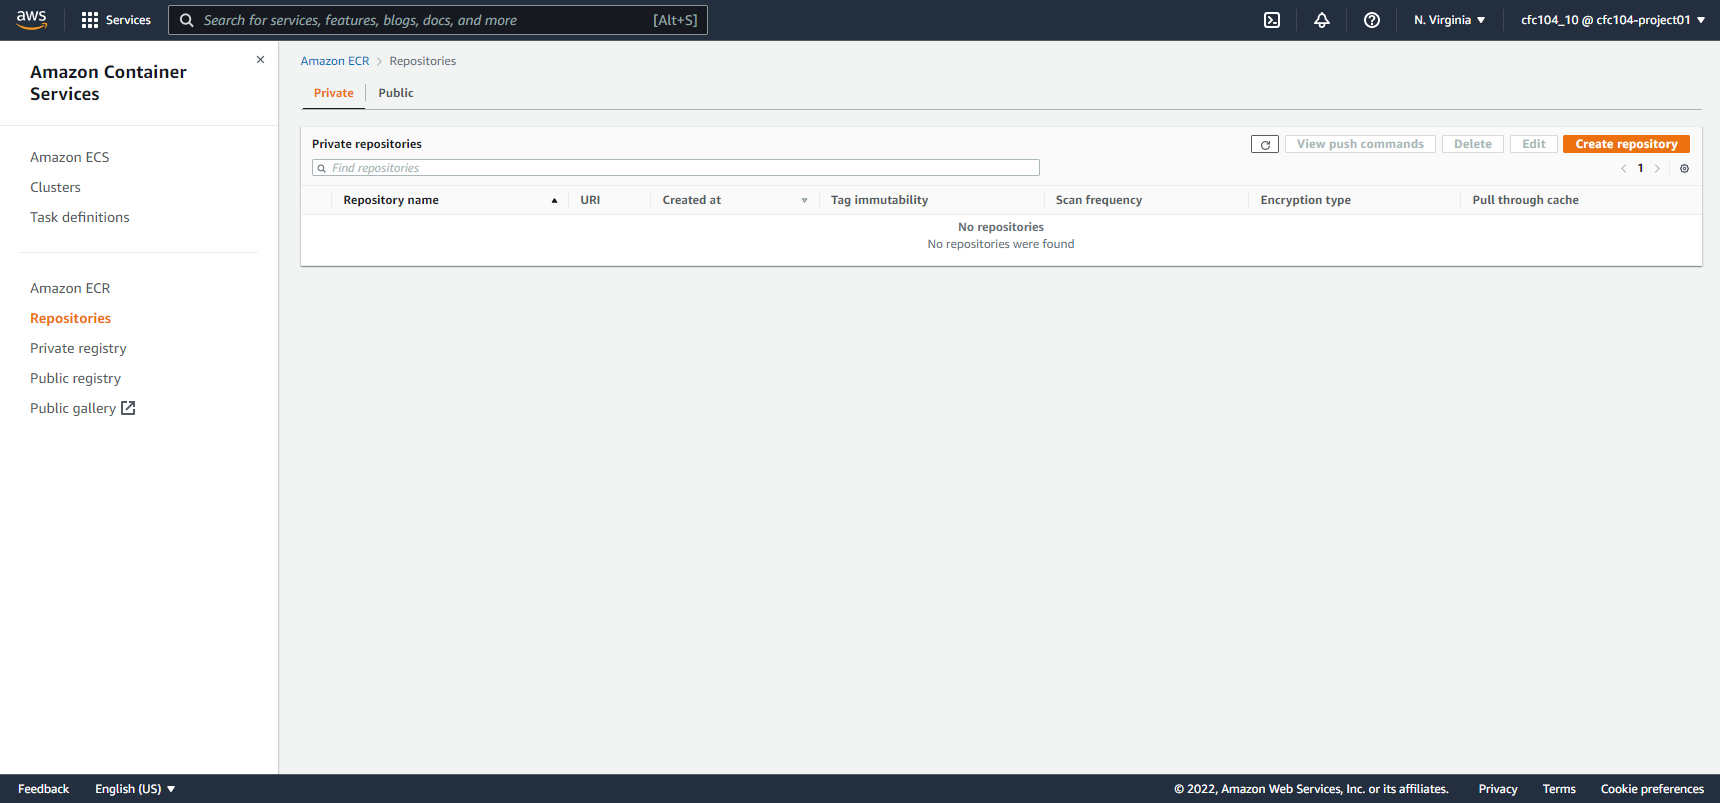 aws
Services
Search for services, features, blogs, docs, and more
[Alt+S]
N. Virginia
cfc104_10 @ cfc104-project01
Amazon Container
Services
Amazon ECS
Clusters
Task definitions
Amazon ECR
Repositories
Private registry
Public registry
Public gallery
Amazon ECR > Repositories
Private
Public
Private repositories
View push commands
Delete
Edit
Create repository
Find repositories
1
Repository name
URI
Created at
Tag immutability
Scan frequency
Encryption type
Pull through cache
No repositories
No repositories were found
Feedback
English (US)
© 2022, Amazon Web Services, Inc. or its affiliates.
Privacy
Terms
Cookie preferences